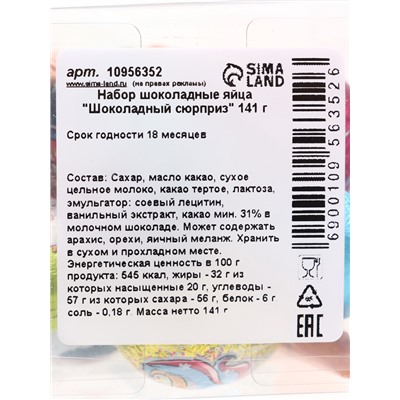 арт. 10956352
www.sima-land.ru (на правах рекламы)
SIMA
LAND
Набор шоколадные яйца
"Шоколадный сюрприз" 141 г
Срок годности 18 месяцев
Состав: Сахар, масло какао, сухое
цельное молоко, какао тертое, лактоза,
эмульгатор: соевый лецитин,
ванильный экстракт, какао мин. 31% в
молочном шоколаде. Может содержать
арахис, орехи, яичный меланж. Хранить
в сухом и прохладном месте.
Энергетическая ценность в 100 г
продукта: 545 ккал, жиры - 32 г из
которых насыщенные 20 г, углеводы -
57 г из которых сахара - 56 г, белок - 6 г
соль - 0,18 г. Масса нетто 141 г
6900109563526
EAC